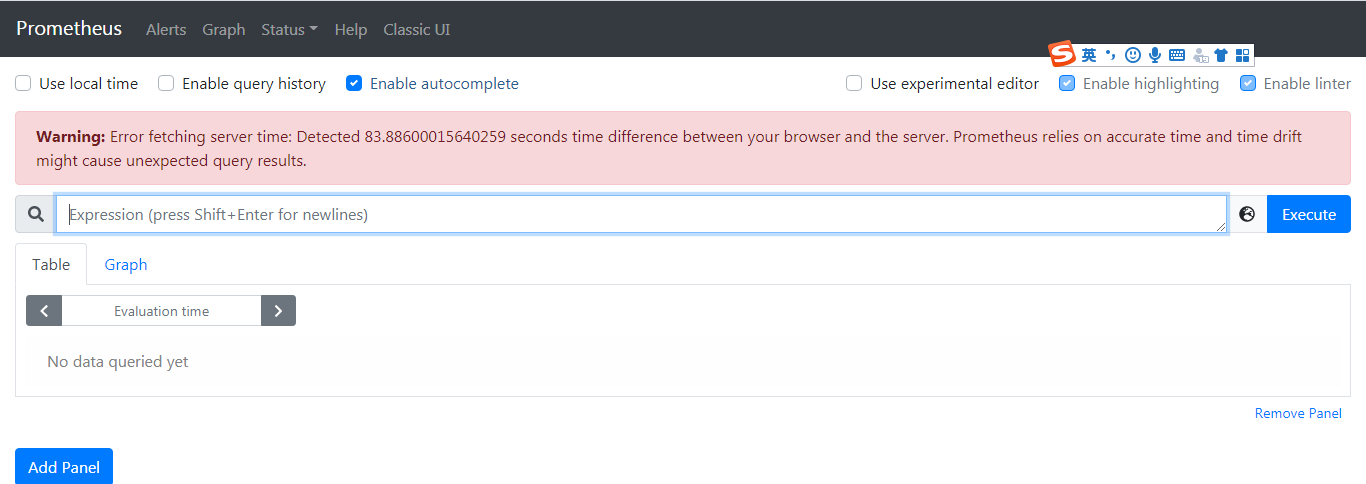 Prometheus Alerts Graph Status Help Classic UI
英
Use local time Enable query history Enable autocomplete Use experimental editor Enable highlighting Enable linter
Warning: Error fetching server time: Detected 83.88600015640259 seconds time difference between your browser and the server. Prometheus relies on accurate time and time drift
might cause unexpected query results.
Expression (press Shift+Enter for newlines) Execute
Table Graph
Evaluation time
No data queried yet
Remove Panel
Add Panel